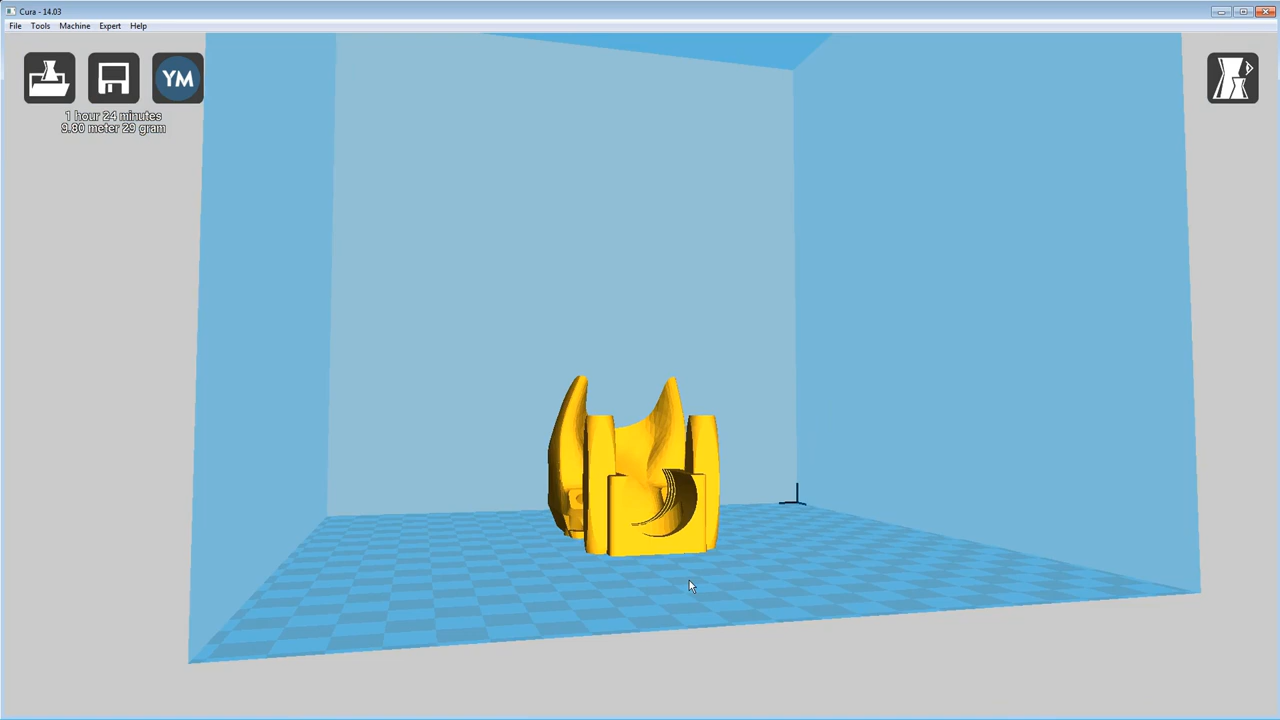 Cura - 14.03
File Tools Machine Expert Help
YM
1 hour 24 minutes
9.80 meter 29 gram